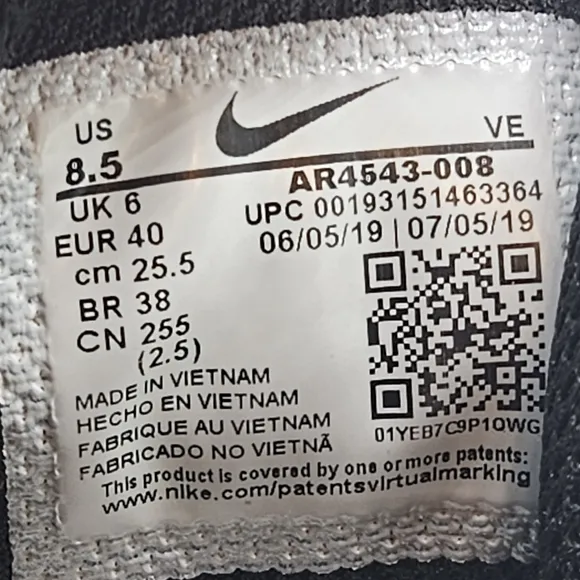 US
VE
8.5
AR4543-008
UK 6
UPC 00193151463364
EUR 40
06/05/19 | 07/05/19
cm 25.5
BR 38
CN 255
(2.5)
MADE IN VIETNAM
HECHO EN VIETNAM
FABRIQUE AU VIETNAM
FABRICADO NO VIETNÃ
01YEB7C9P1QWG
This product is covered by one or more patents:
www.nike.com/patentsvirtualmarking